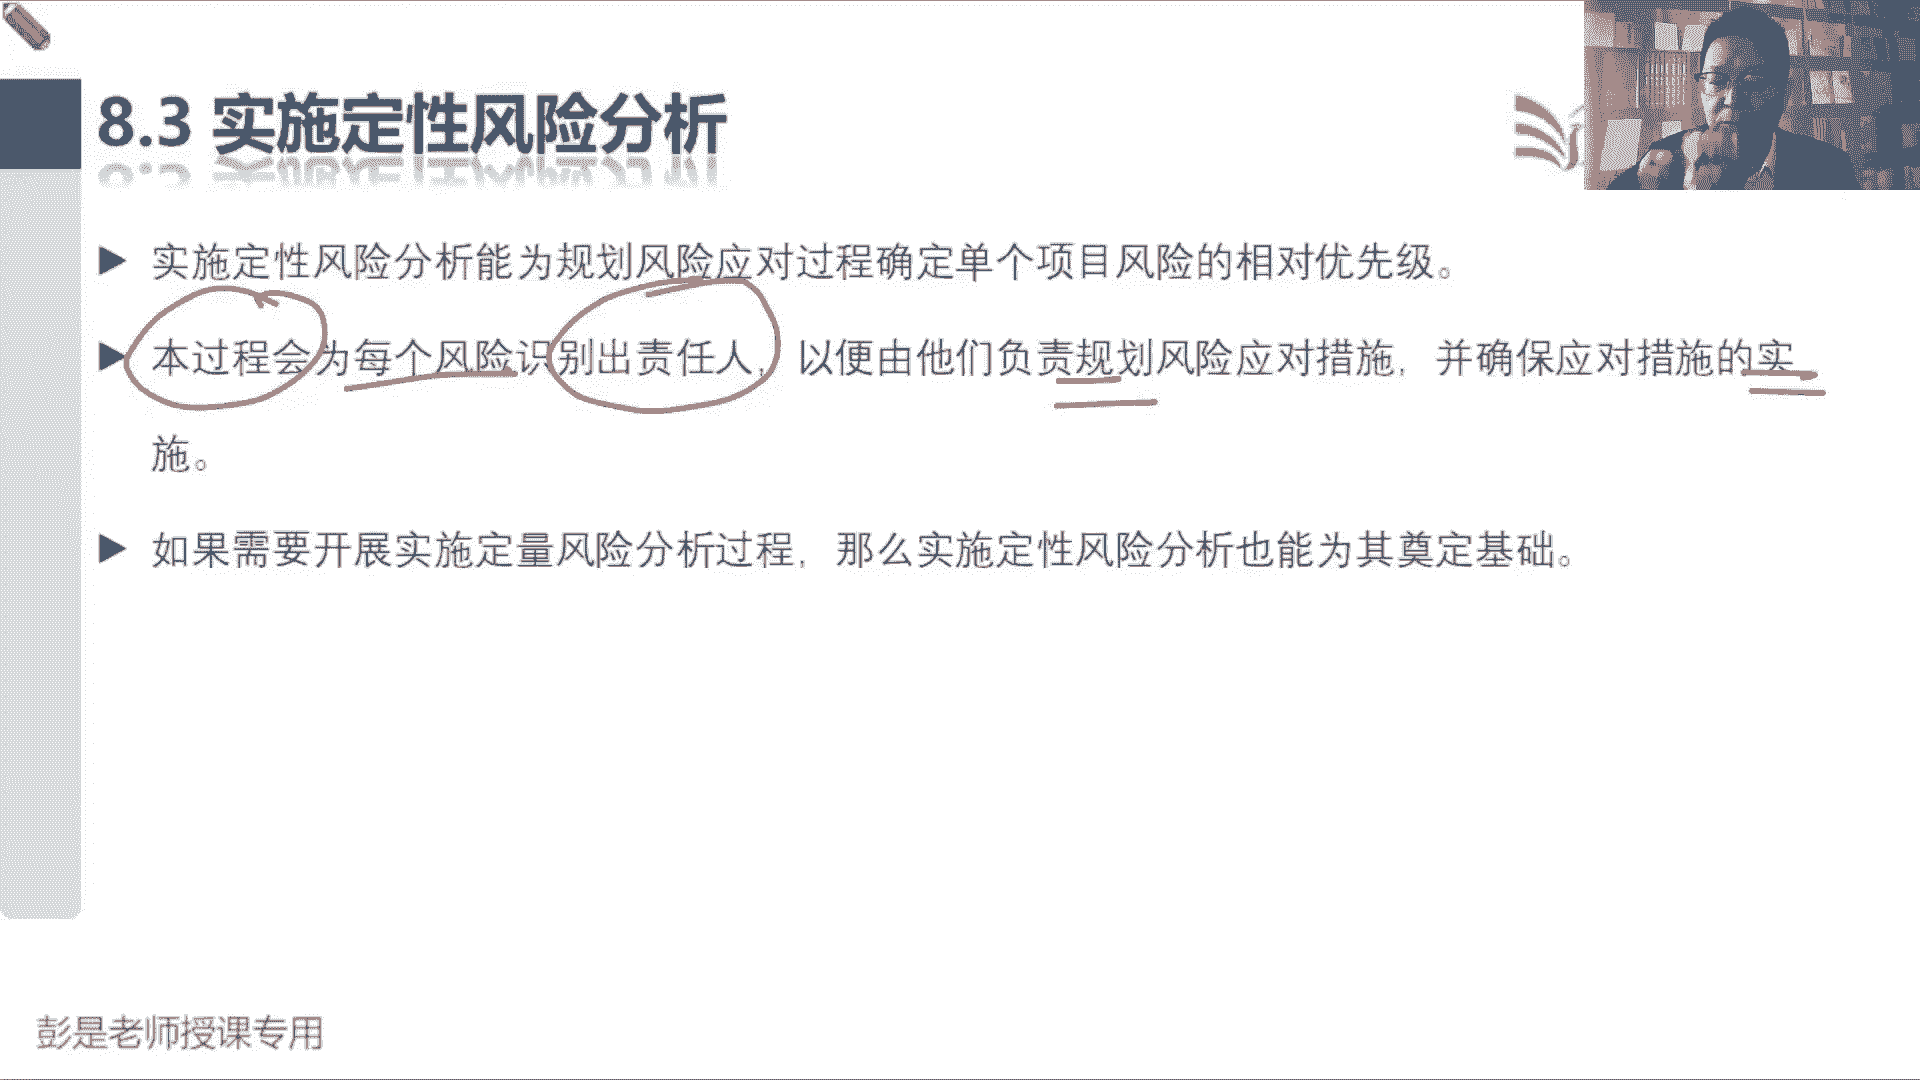 8.3 实施定性风险分析
实施定性风险分析能为规划风险应对过程确定单个项目风险的相对优先级。
本过程会为每个风险识别出责任人，以便由他们负责规划风险应对措施，并确保应对措施的实
施。
如果需要开展实施定量风险分析过程，那么实施定性风险分析也能为其奠定基础。
彭是老师授课专用